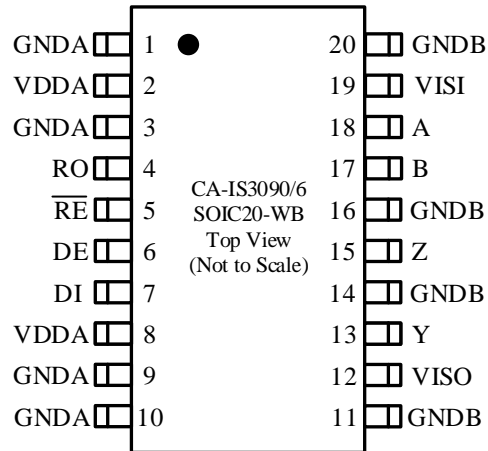 GNDA 1 20 GNDB
VDDA 2 19 VISI
GNDA 3 18 A
RO 4 17 B
CA-IS3090/6
R̅E̅ 5 16 GNDB
SOIC20-WB
Top View
DE 6 15 Z
(Not to Scale)
DI 7 14 GNDB
VDDA 8 13 Y
GNDA 9 12 VISO
GNDA 10 11 GNDB